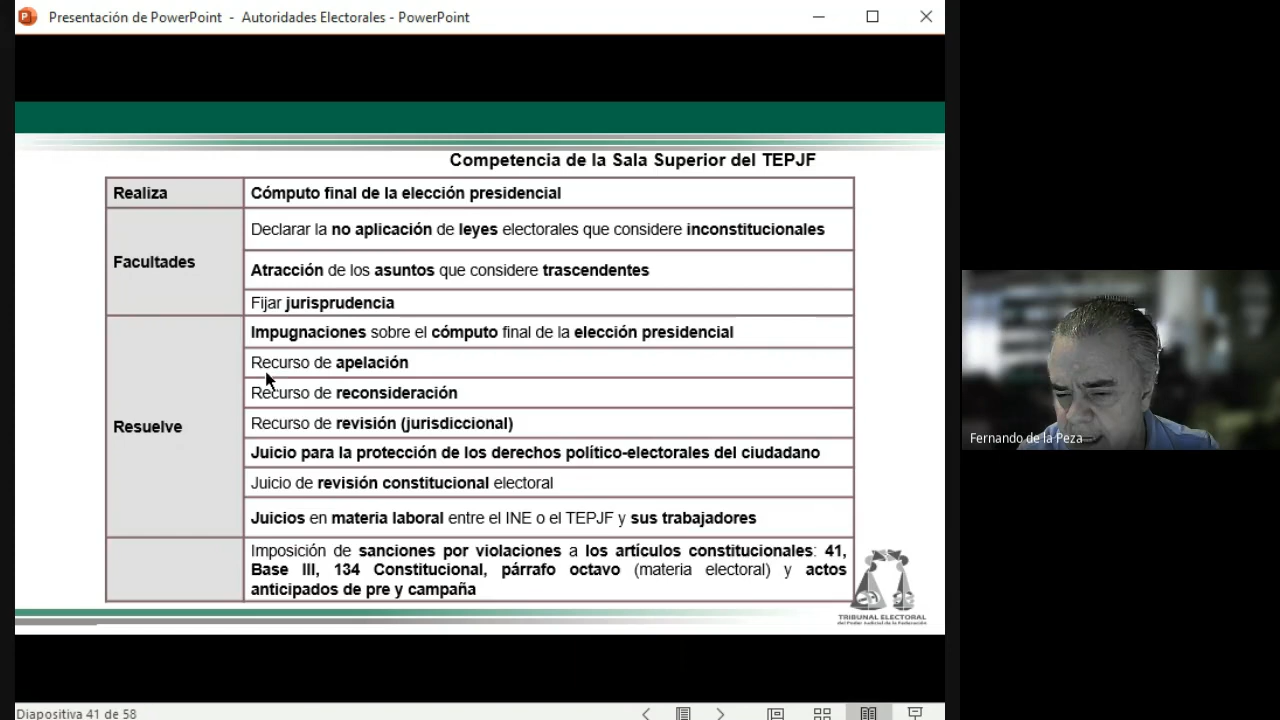 Presentación de PowerPoint - Autoridades Electorales - PowerPoint
Competencia de la Sala Superior del TEPJF
Realiza
Cómputo final de la elección presidencial
Facultades
Declarar la no aplicación de leyes electorales que considere inconstitucionales
Atracción de los asuntos que considere trascendentes
Fijar jurisprudencia
Resuelve
Impugnaciones sobre el cómputo final de la elección presidencial
Recurso de apelación
Recurso de reconsideración
Recurso de revisión (jurisdiccional)
Juicio para la protección de los derechos político-electorales del ciudadano
Juicio de revisión constitucional electoral
Juicios en materia laboral entre el INE o el TEPJF y sus trabajadores
Imposición de sanciones por violaciones a los artículos constitucionales: 41,
Base III, 134 Constitucional, párrafo octavo (materia electoral) y actos
anticipados de pre y campaña
TRIBUNAL ELECTORAL
del Poder Judicial de la Federación
Fernando de la Peza
Diapositiva 41 de 58